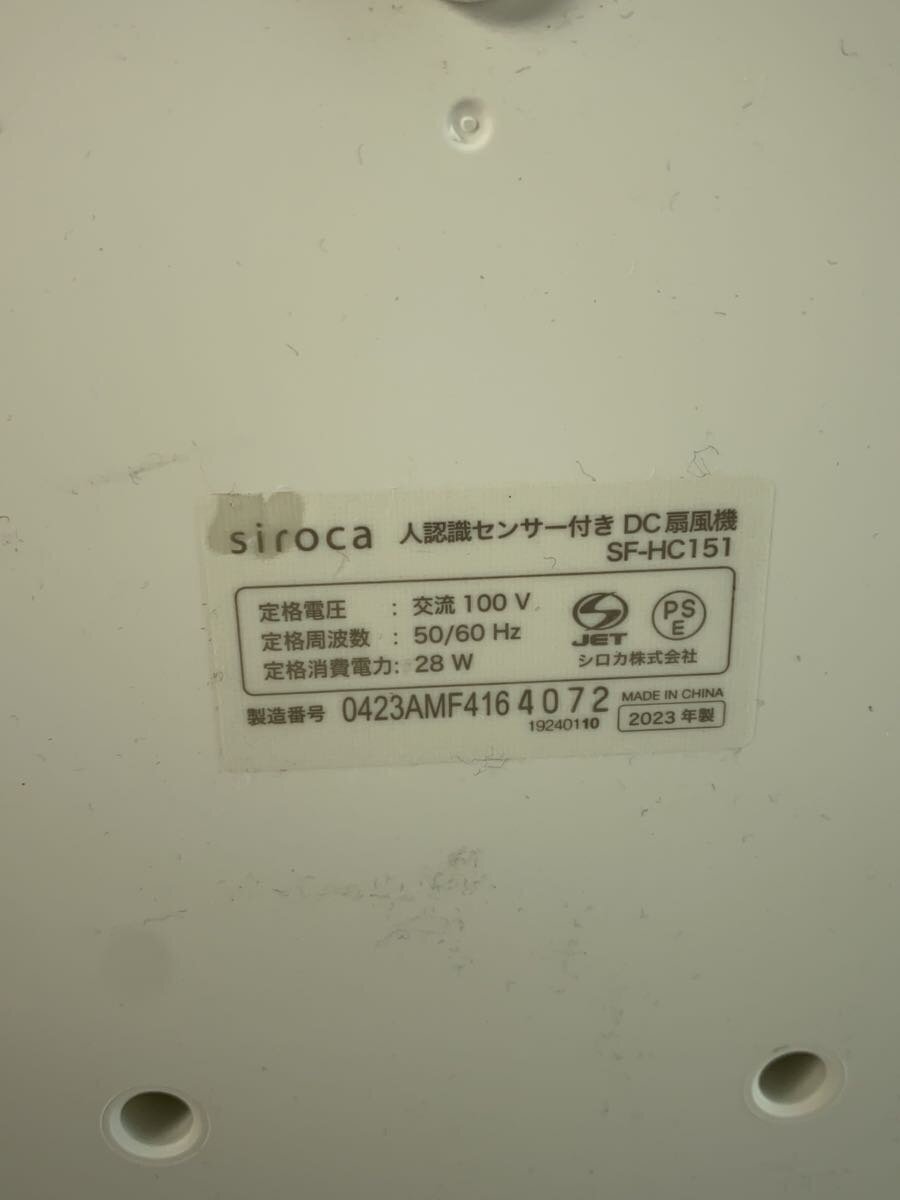 siroca 人認識センサー付き DC扇風機
SF-HC151
定格電圧 : 交流 100 V
定格周波数 : 50/60 Hz
定格消費電力: 28 W
JET
PS
E
シロカ株式会社
製造番号 0423AMF4164072
19240110
MADE IN CHINA
2023 年製